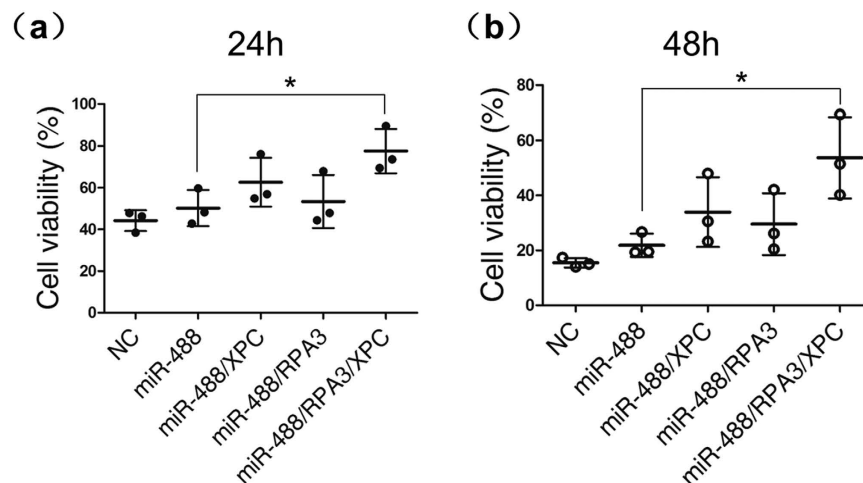 (a)
24h
*
Cell viability (%)
100
80
60
40
20
0
NC
miR-488
miR-488/XPC
miR-488/RPA3
miR-488/RPA3/XPC
(b)
48h
*
Cell viability (%)
80
60
40
20
0
NC
miR-488
miR-488/XPC
miR-488/RPA3
miR-488/RPA3/XPC